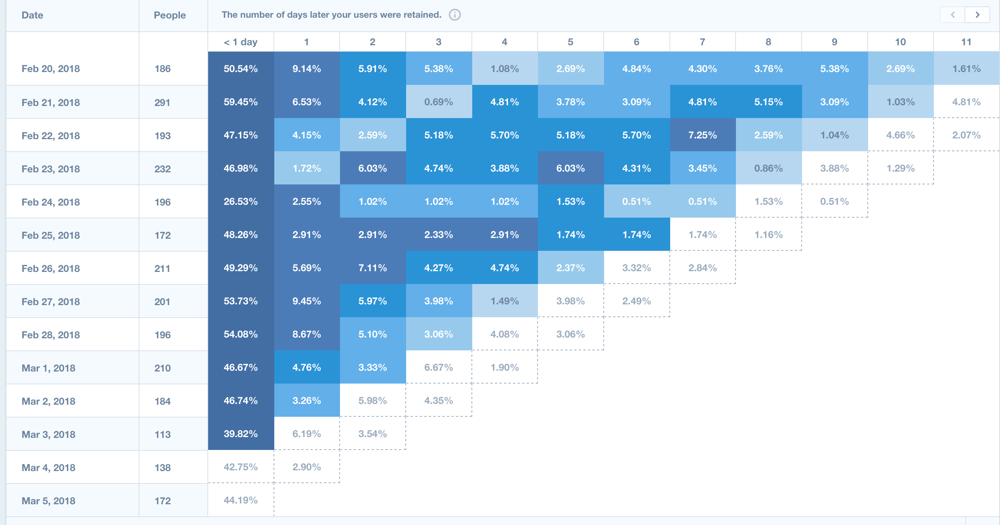 Date People The number of days later your users were retained.
< 1 day 1 2 3 4 5 6 7 8 9 10 11
Feb 20, 2018 186 50.54% 9.14% 5.91% 5.38% 1.08% 2.69% 4.84% 4.30% 3.76% 5.38% 2.69% 1.61%
Feb 21, 2018 291 59.45% 6.53% 4.12% 0.69% 4.81% 3.78% 3.09% 4.81% 5.15% 3.09% 1.03% 4.81%
Feb 22, 2018 193 47.15% 4.15% 2.59% 5.18% 5.70% 5.18% 5.70% 7.25% 2.59% 1.04% 4.66% 2.07%
Feb 23, 2018 232 46.98% 1.72% 6.03% 4.74% 3.88% 6.03% 4.31% 3.45% 0.86% 3.88% 1.29%
Feb 24, 2018 196 26.53% 2.55% 1.02% 1.02% 1.02% 1.53% 0.51% 0.51% 1.53% 0.51%
Feb 25, 2018 172 48.26% 2.91% 2.91% 2.33% 2.91% 1.74% 1.74% 1.74% 1.16%
Feb 26, 2018 211 49.29% 5.69% 7.11% 4.27% 4.74% 2.37% 3.32% 2.84%
Feb 27, 2018 201 53.73% 9.45% 5.97% 3.98% 1.49% 3.98% 2.49%
Feb 28, 2018 196 54.08% 8.67% 5.10% 3.06% 4.08% 3.06%
Mar 1, 2018 210 46.67% 4.76% 3.33% 6.67% 1.90%
Mar 2, 2018 184 46.74% 3.26% 5.98% 4.35%
Mar 3, 2018 113 39.82% 6.19% 3.54%
Mar 4, 2018 138 42.75% 2.90%
Mar 5, 2018 172 44.19%